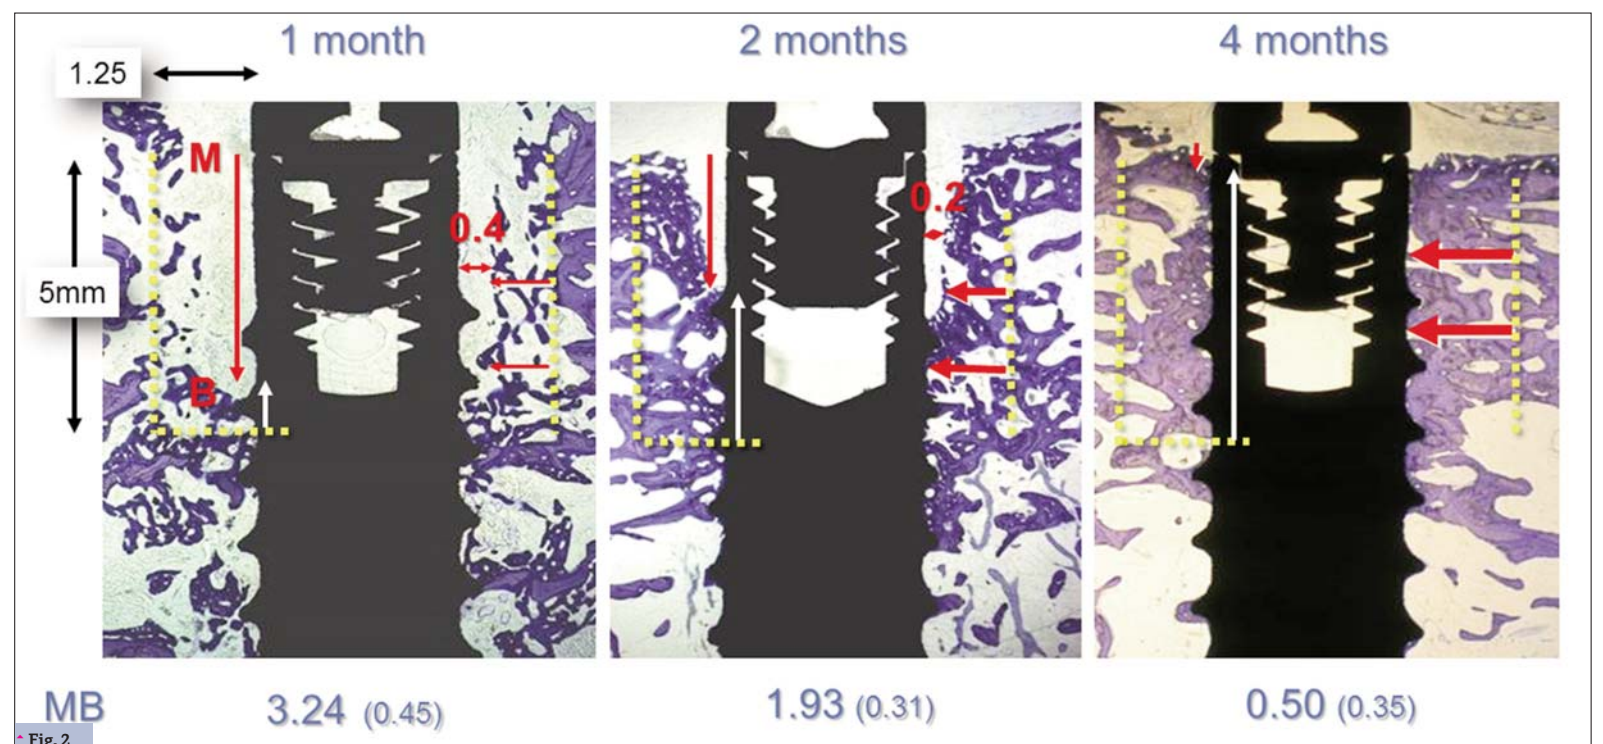 1 month
2 months
4 months
1.25
M
0.4
0.2
5mm
B
MB
3.24 (0.45)
1.93 (0.31)
0.50 (0.35)
Fig. 2